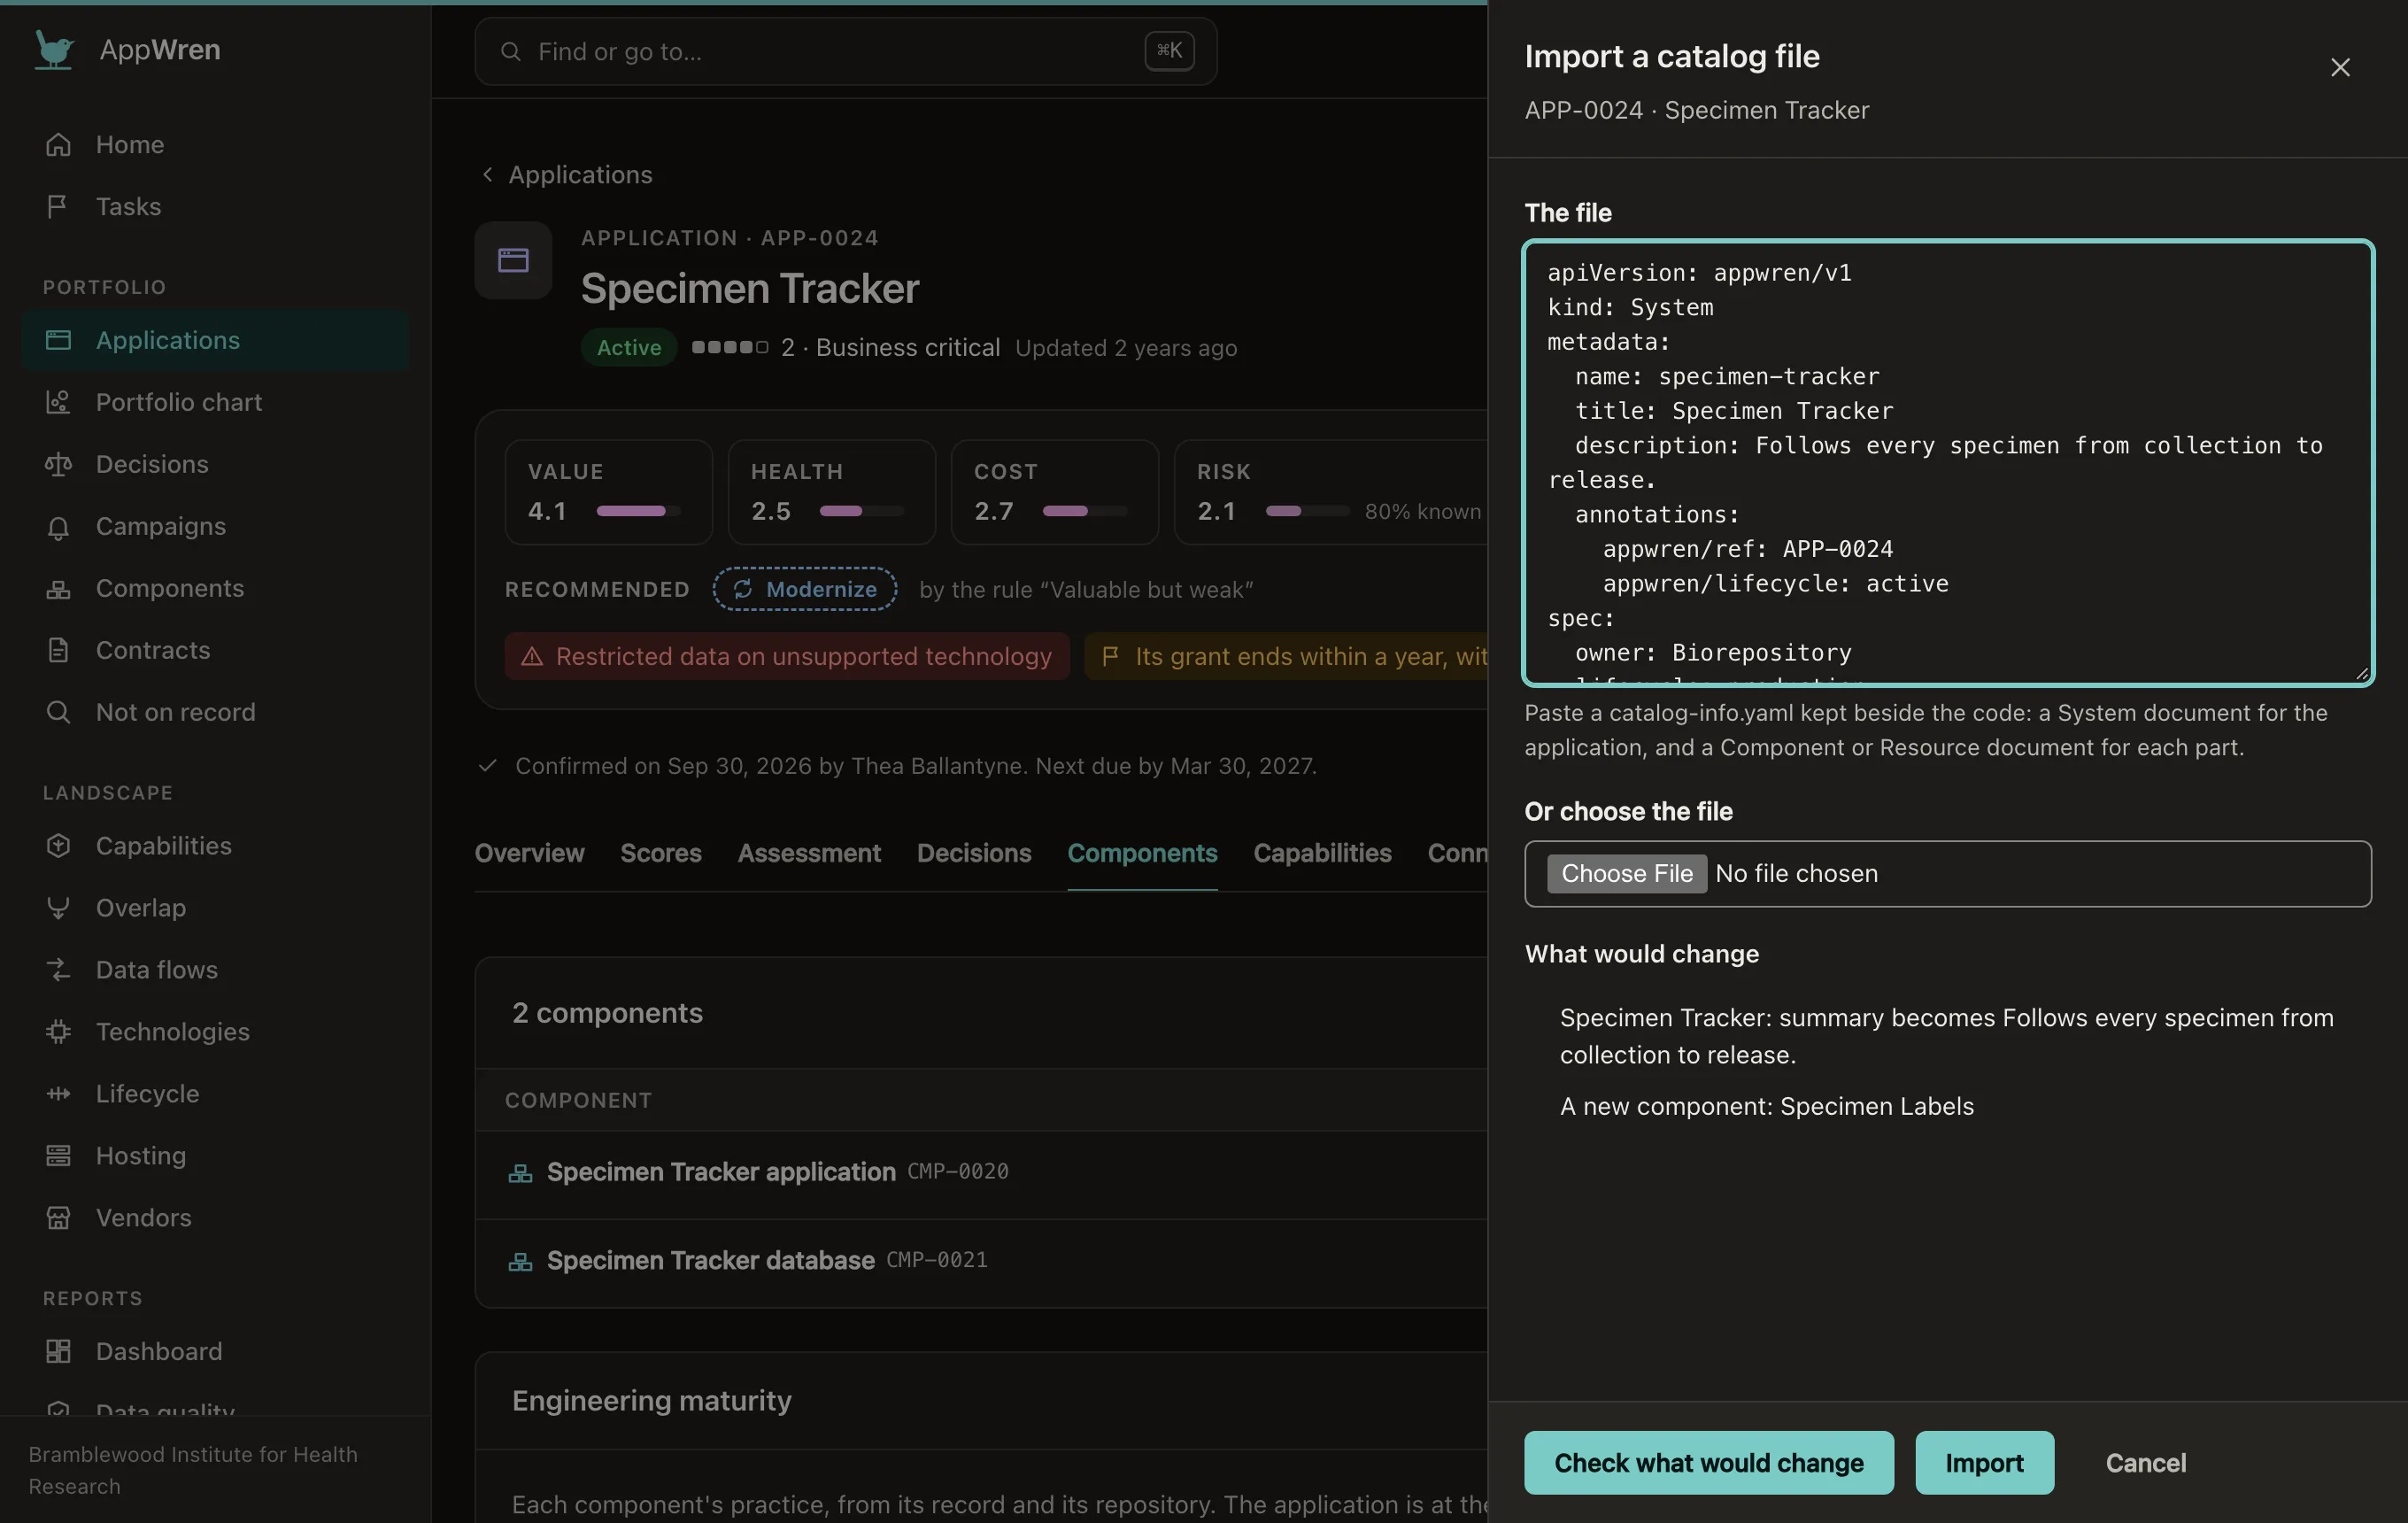 AppWren
Home
Tasks
PORTFOLIO
Applications
Portfolio chart
Decisions
Campaigns
Components
Contracts
Not on record
LANDSCAPE
Capabilities
Overlap
Data flows
Technologies
Lifecycle
Hosting
Vendors
REPORTS
Dashboard
Data quality
Bramblewood Institute for Health
Research
Find or go to...
⌘K
Applications
APPLICATION · APP-0024
Specimen Tracker
Active 2 · Business critical Updated 2 years ago
VALUE
4.1
HEALTH
2.5
COST
2.7
RISK
2.1 80% known
RECOMMENDED Modernize by the rule “Valuable but weak”
Restricted data on unsupported technology
Its grant ends within a year, wit
Confirmed on Sep 30, 2026 by Thea Ballantyne. Next due by Mar 30, 2027.
Overview Scores Assessment Decisions Components Capabilities Conn
2 components
COMPONENT
Specimen Tracker application CMP-0020
Specimen Tracker database CMP-0021
Engineering maturity
Each component's practice, from its record and its repository. The application is at the
Import a catalog file
APP-0024 · Specimen Tracker
The file
apiVersion: appwren/v1
kind: System
metadata:
  name: specimen-tracker
  title: Specimen Tracker
  description: Follows every specimen from collection to
release.
  annotations:
    appwren/ref: APP-0024
    appwren/lifecycle: active
spec:
  owner: Biorepository
  lifecycle: production
Paste a catalog-info.yaml kept beside the code: a System document for the
application, and a Component or Resource document for each part.
Or choose the file
Choose File No file chosen
What would change
Specimen Tracker: summary becomes Follows every specimen from
collection to release.
A new component: Specimen Labels
Check what would change Import Cancel